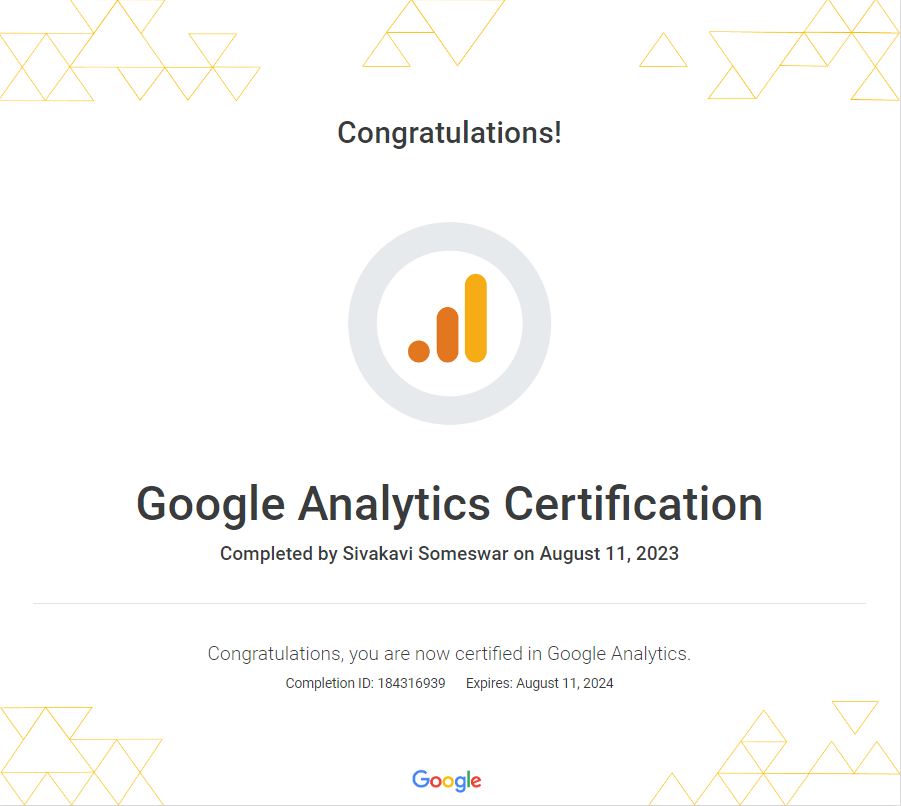 Congratulations!
Google Analytics Certification
Completed by Sivakavi Someswar on August 11, 2023
Congratulations, you are now certified in Google Analytics.
Completion ID: 184316939 Expires: August 11, 2024
Google